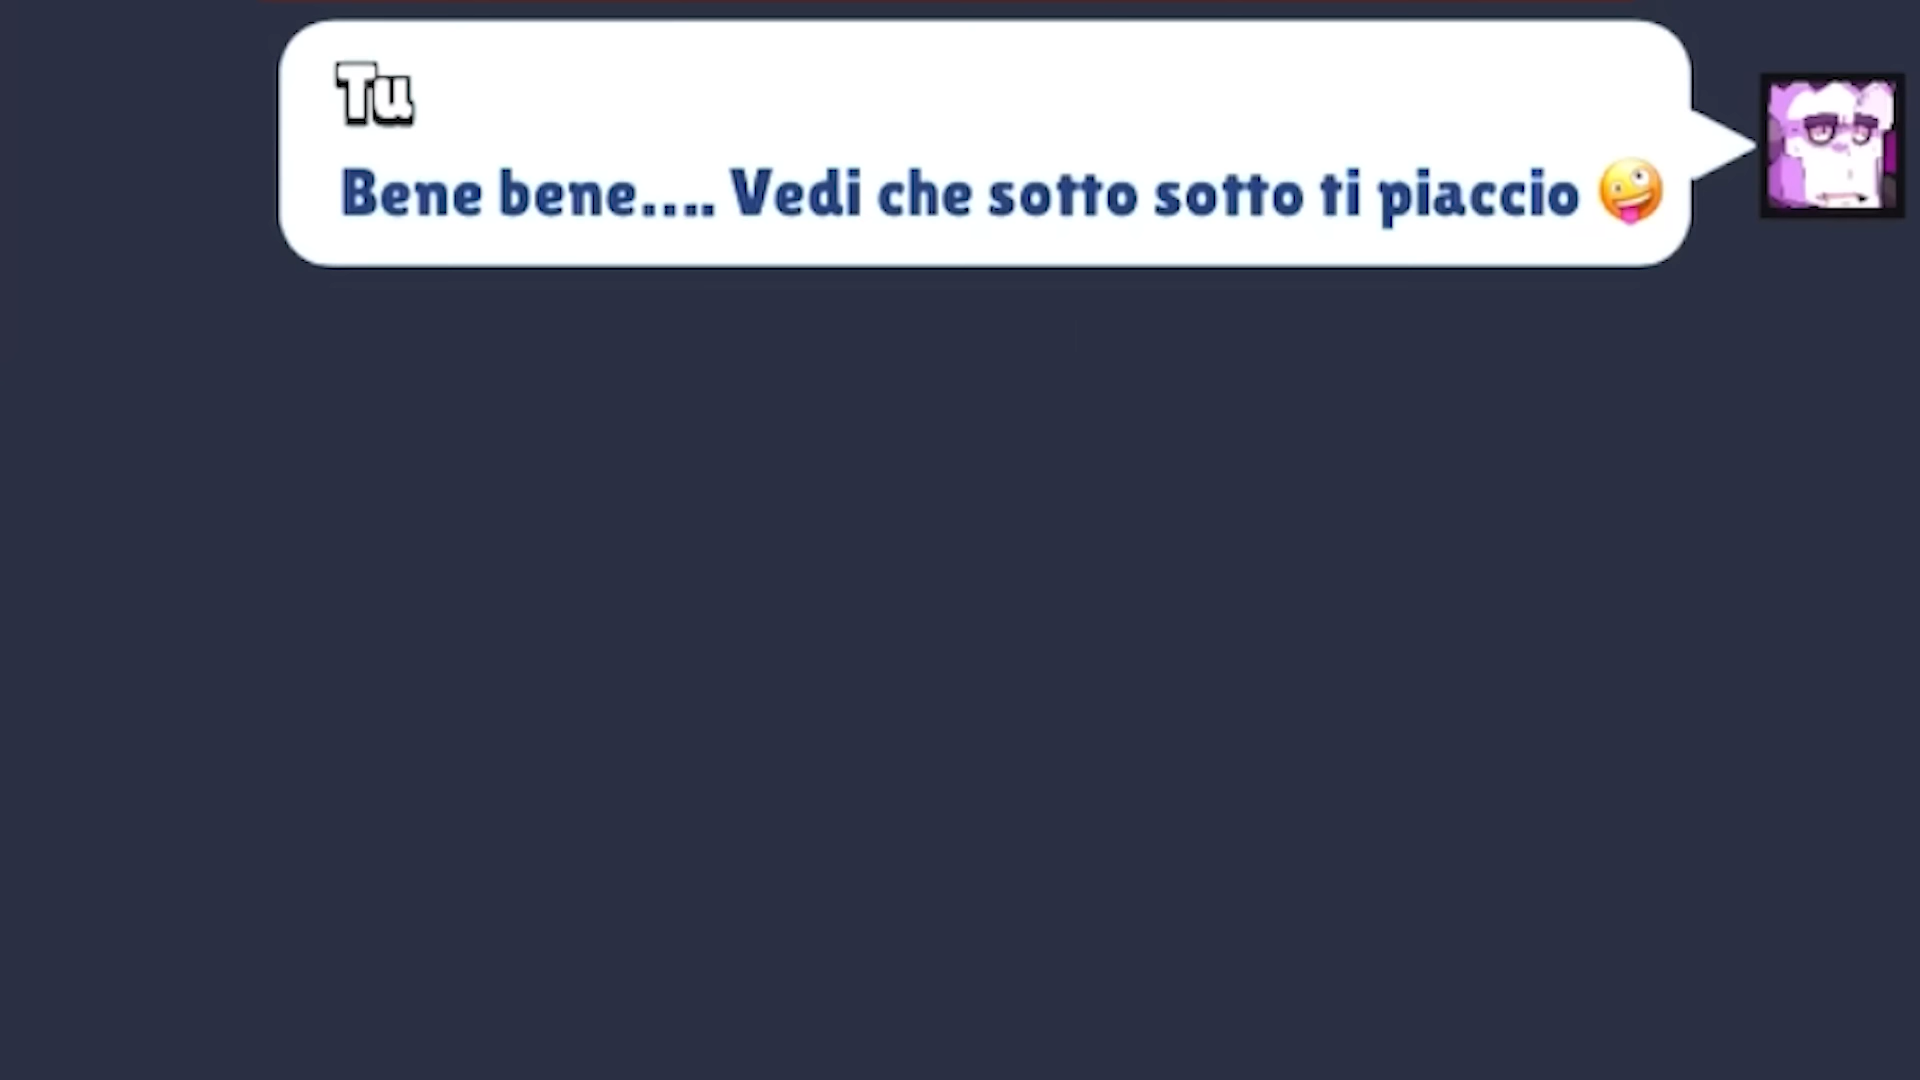 Tu
Bene bene.... Vedi che sotto sotto ti piaccio 🤪